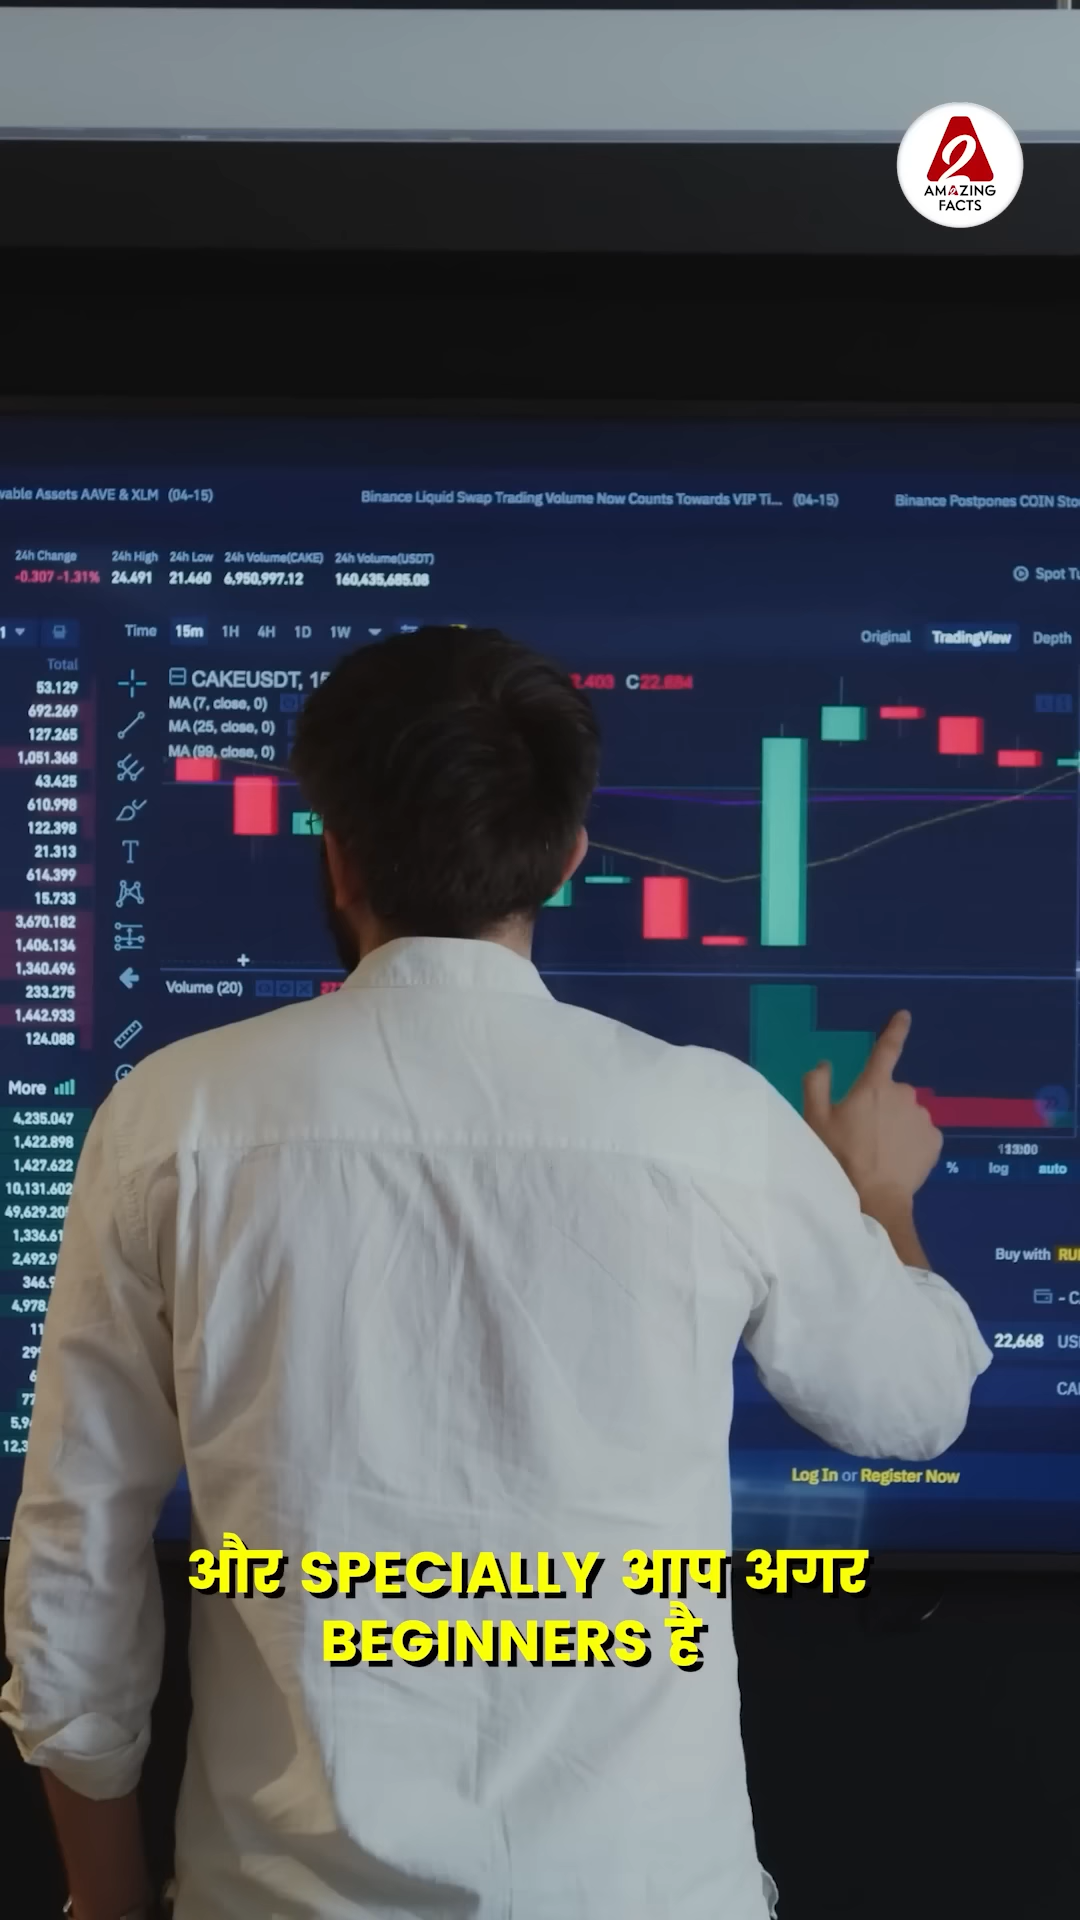 A2
AMAZING
FACTS
Assets AAVE & XLM (04-15)
Binance Liquid Swap Trading Volume Now Counts Towards VIP Ti... (04-15)
Binance Postpones COIN
24h Change 24h High 24h Low 24h Volume(CAKE) 24h Volume(USDT)
-0.307 -1.31% 24.491 21.460 6,950,997.12 160,435,685.08
Spot
Time 15m 1H 4H 1D 1W
Original TradingView Depth
Total
53.129
692.269
127.265
1,051.368
43.425
610.998
122.398
21.313
614.399
15.733
3,670.182
1,406.134
1,340.496
233.275
1,442.933
124.088
CAKEUSDT,
C22.684
MA (7, close, 0)
MA (25, close, 0)
MA (99, close, 0)
Volume (20)
More
4,235.047
1,422.898
1,427.622
10,131.602
% log auto
Buy with
22,668
Log In or Register Now
और SPECIALLY आप अगर
BEGINNERS है